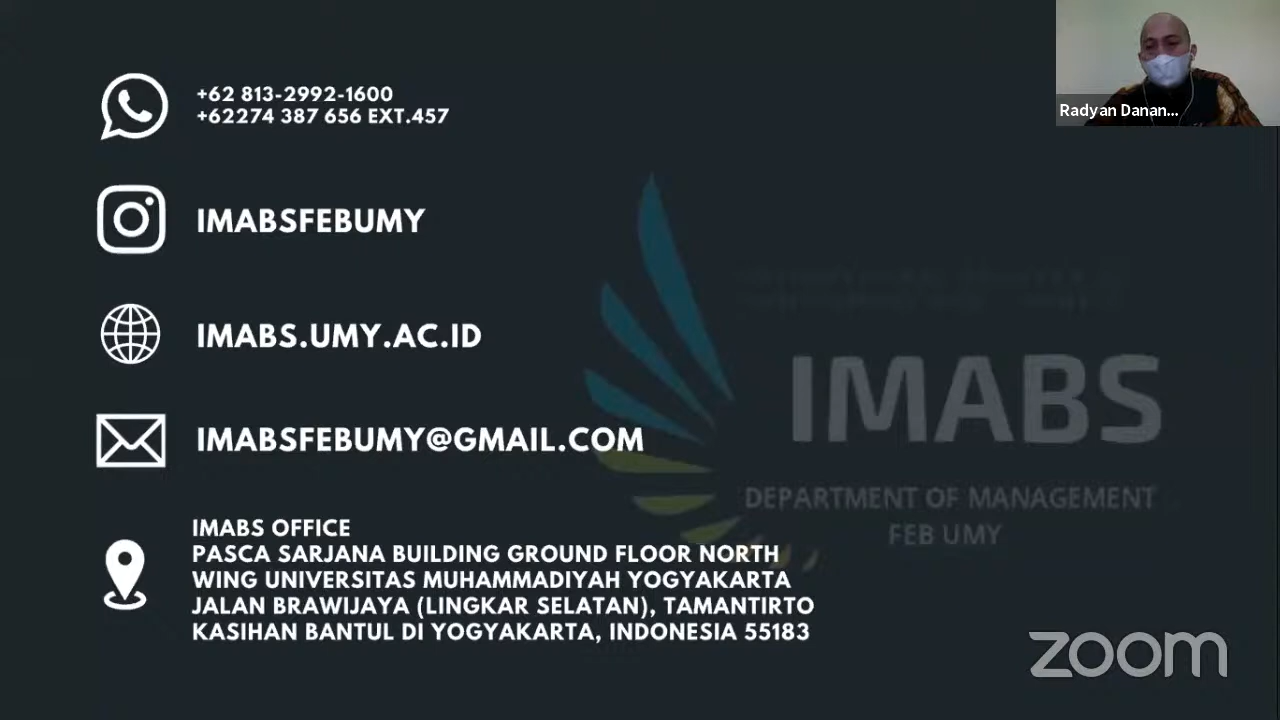 +62 813-2992-1600
+62274 387 656 EXT.457
Radyan Danan...
IMABSFEBUMY
IMABS.UMY.AC.ID
IMABSFEBUMY@GMAIL.COM
IMABS
DEPARTMENT OF MANAGEMENT
FEB UMY
IMABS OFFICE
PASCA SARJANA BUILDING GROUND FLOOR NORTH
WING UNIVERSITAS MUHAMMADIYAH YOGYAKARTA
JALAN BRAWIJAYA (LINGKAR SELATAN), TAMANTIRTO
KASIHAN BANTUL DI YOGYAKARTA, INDONESIA 55183
zoom